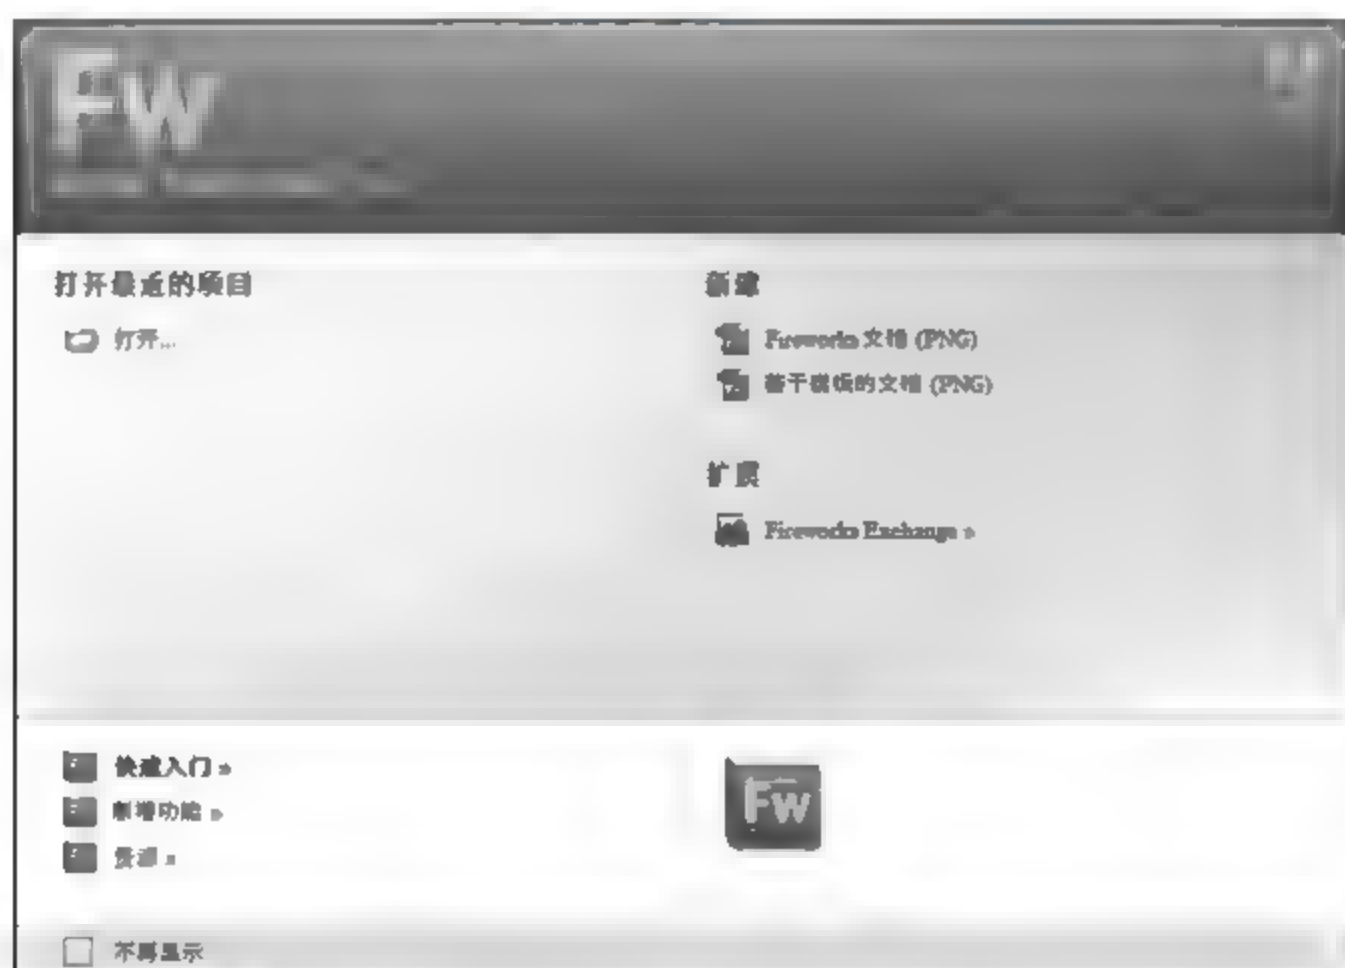 Fw
打开最近的项目
打开...
新建
Fireworks 文档 (PNG)
基于模板的文档 (PNG)
扩展
Fireworks Exchange »
快速入门 »
新增功能 »
资源 »
Fw
不再显示